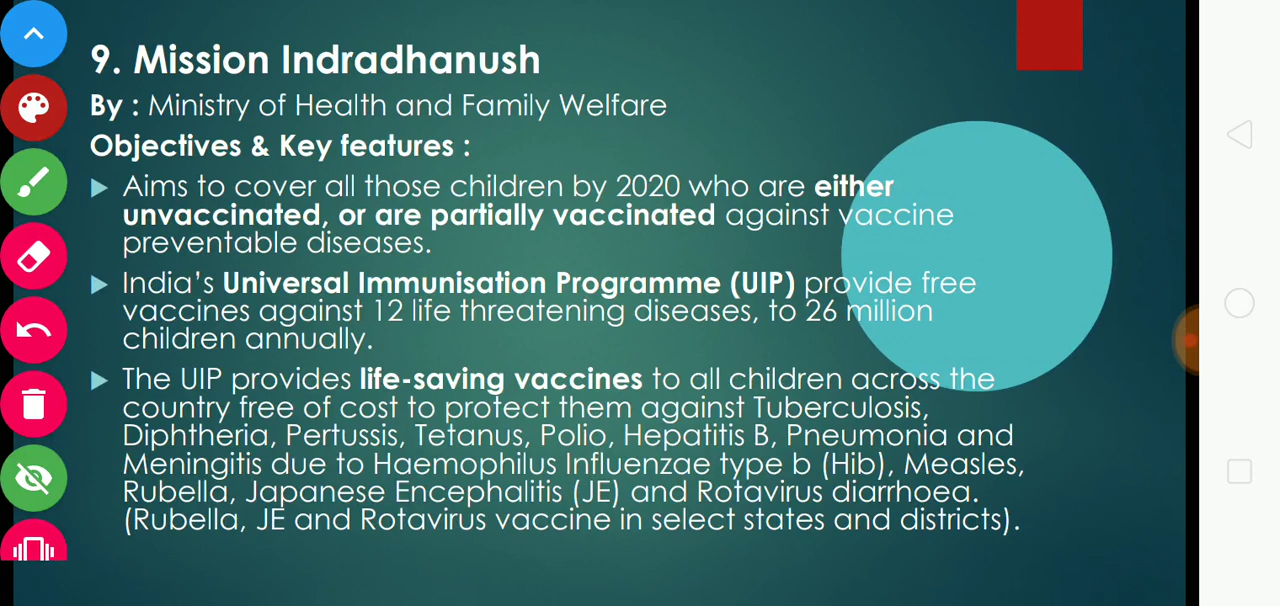 9. Mission Indradhanush
By : Ministry of Health and Family Welfare
Objectives & Key features :
Aims to cover all those children by 2020 who are either
unvaccinated, or are partially vaccinated against vaccine
preventable diseases.
India's Universal Immunisation Programme (UIP) provide free
vaccines against 12 life threatening diseases, to 26 million
children annually.
The UIP provides life-saving vaccines to all children across the
country free of cost to protect them against Tuberculosis,
Diphtheria, Pertussis, Tetanus, Polio, Hepatitis B, Pneumonia and
Meningitis due to Haemophilus Influenzae type b (Hib), Measles,
Rubella, Japanese Encephalitis (JE) and Rotavirus diarrhoea.
(Rubella, JE and Rotavirus vaccine in select states and districts).